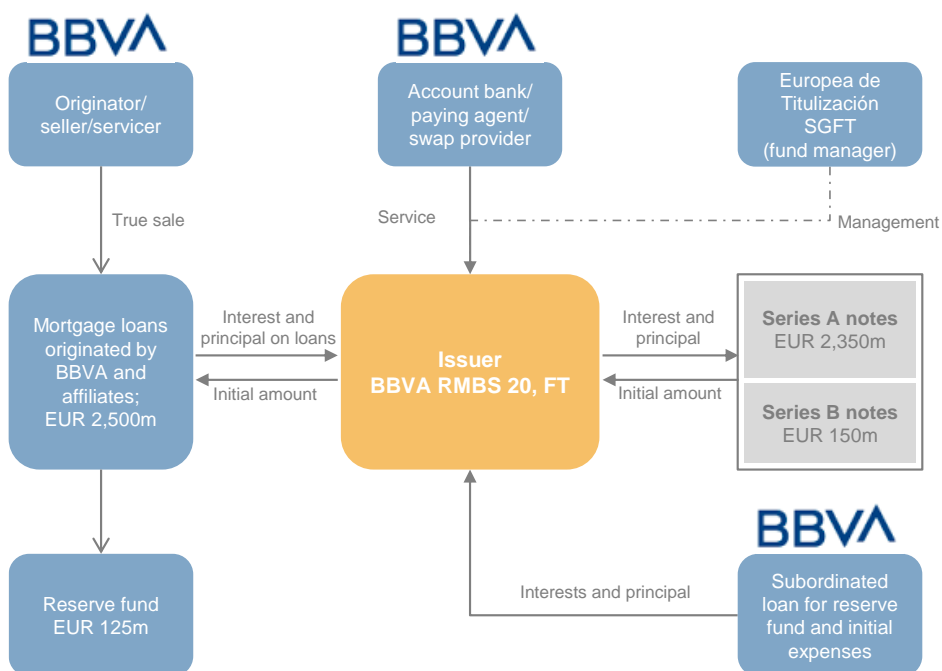 BBVA
BBVA
Originator/
seller/servicer
Account bank/
paying agent/
swap provider
Europea de
Titulización
SGFT
(fund manager)
True sale
Service
Management
Mortgage loans
originated by
BBVA and
affiliates;
EUR 2,500m
Interest and
principal on loans
Initial amount
Issuer
BBVA RMBS 20, FT
Interest and
principal
Initial amount
Series A notes
EUR 2,350m
Series B notes
EUR 150m
BBVA
Reserve fund
EUR 125m
Interests and principal
Subordinated
loan for reserve
fund and initial
expenses